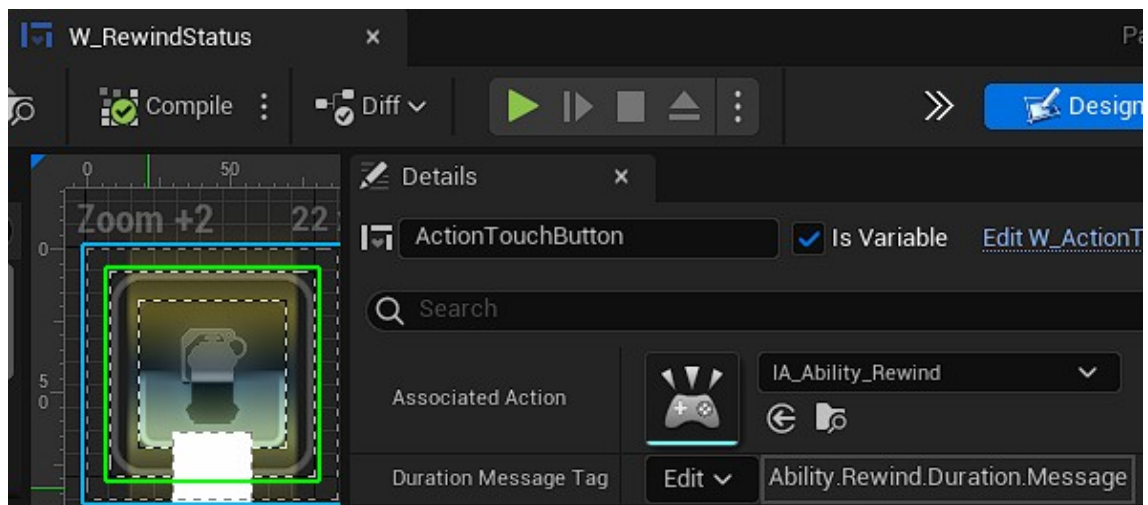 W_RewindStatus
Pa
Compile
Diff
Design
0 50
Details
Zoom +2 22
ActionTouchButton
Is Variable
Edit W_ActionT
0
Search
5
0
Associated Action
IA_Ability_Rewind
Duration Message Tag
Edit
Ability.Rewind.Duration.Message